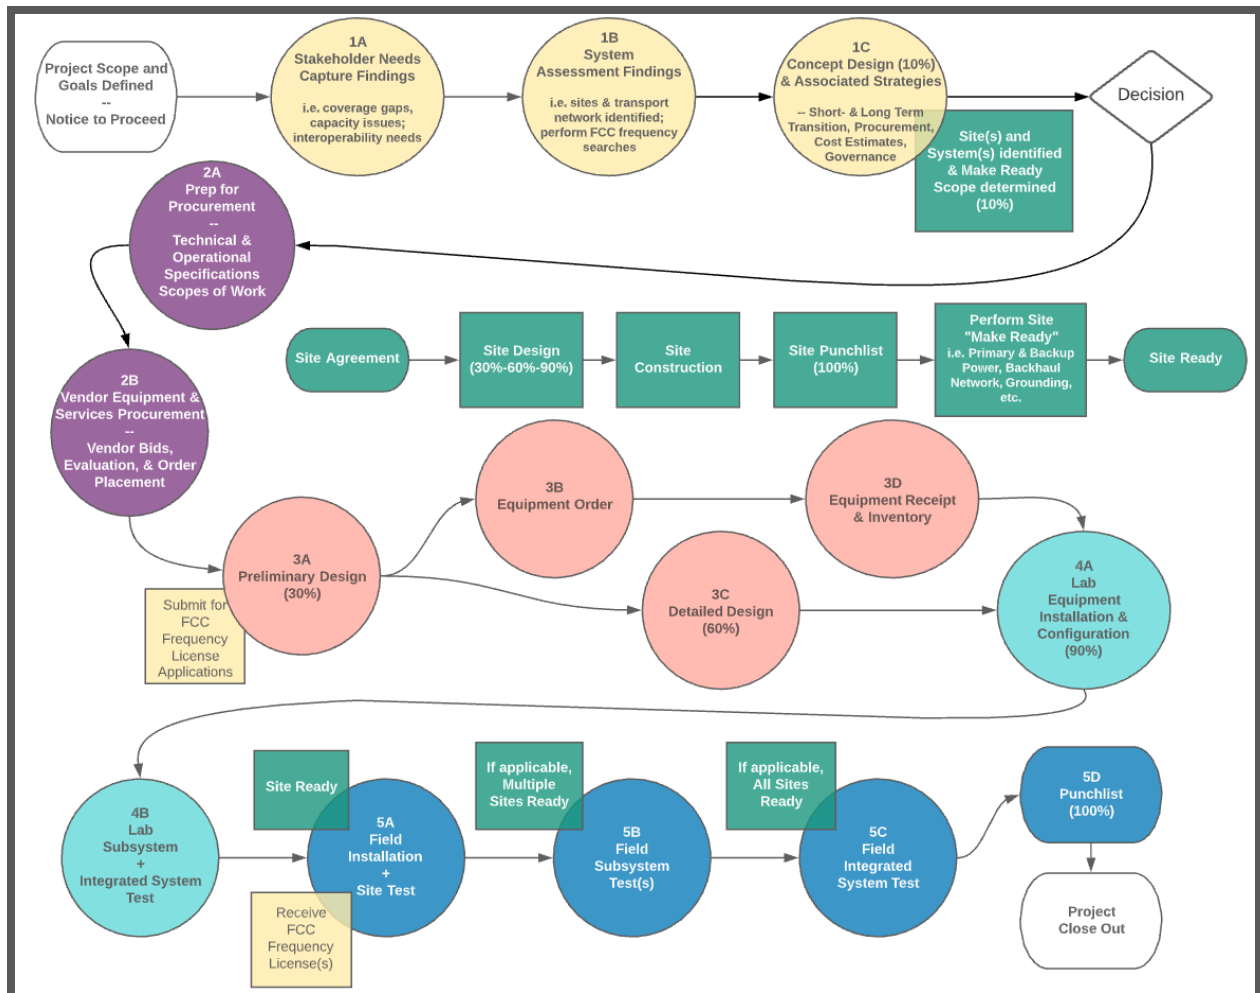 Project Scope and
Goals Defined
--
Notice to Proceed
1A
Stakeholder Needs
Capture Findings
i.e. coverage gaps,
capacity issues;
interoperability needs
1B
System
Assessment Findings
i.e. sites & transport
network identified;
perform FCC frequency
searches
1C
Concept Design (10%)
& Associated Strategies
-- Short- & Long Term
Transition, Procurement,
Cost Estimates,
Governance
Site(s) and
System(s) identified
& Make Ready
Scope determined
(10%)
Decision
2A
Prep for
Procurement
--
Technical &
Operational
Specifications
Scopes of Work
Site Agreement
Site Design
(30%-60%-90%)
Site
Construction
Site Punchlist
(100%)
Perform Site
"Make Ready"
i.e. Primary & Backup
Power, Backhaul
Network, Grounding,
etc.
Site Ready
2B
Vendor Equipment &
Services Procurement
--
Vendor Bids,
Evaluation, & Order
Placement
3A
Preliminary Design
(30%)
Submit for
FCC
Frequency
License
Applications
3B
Equipment Order
3C
Detailed Design
(60%)
3D
Equipment Receipt
& Inventory
4A
Lab
Equipment
Installation &
Configuration
(90%)
4B
Lab
Subsystem
+
Integrated System
Test
Site Ready
5A
Field
Installation
+
Site Test
Receive
FCC
Frequency
License(s)
If applicable,
Multiple
Sites Ready
5B
Field
Subsystem
Test(s)
If applicable,
All Sites
Ready
5C
Field
Integrated
System Test
5D
Punchlist
(100%)
Project
Close Out